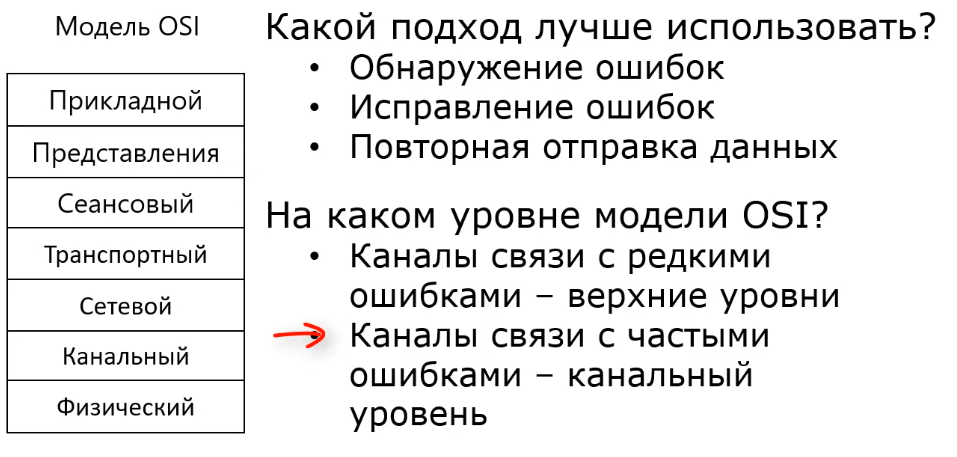 Модель OSI
Прикладной
Представления
Сеансовый
Транспортный
Сетевой
Канальный
Физический
Какой подход лучше использовать?
• Обнаружение ошибок
• Исправление ошибок
• Повторная отправка данных
На каком уровне модели OSI?
• Каналы связи с редкими
ошибками – верхние уровни
• Каналы связи с частыми
ошибками – канальный
уровень